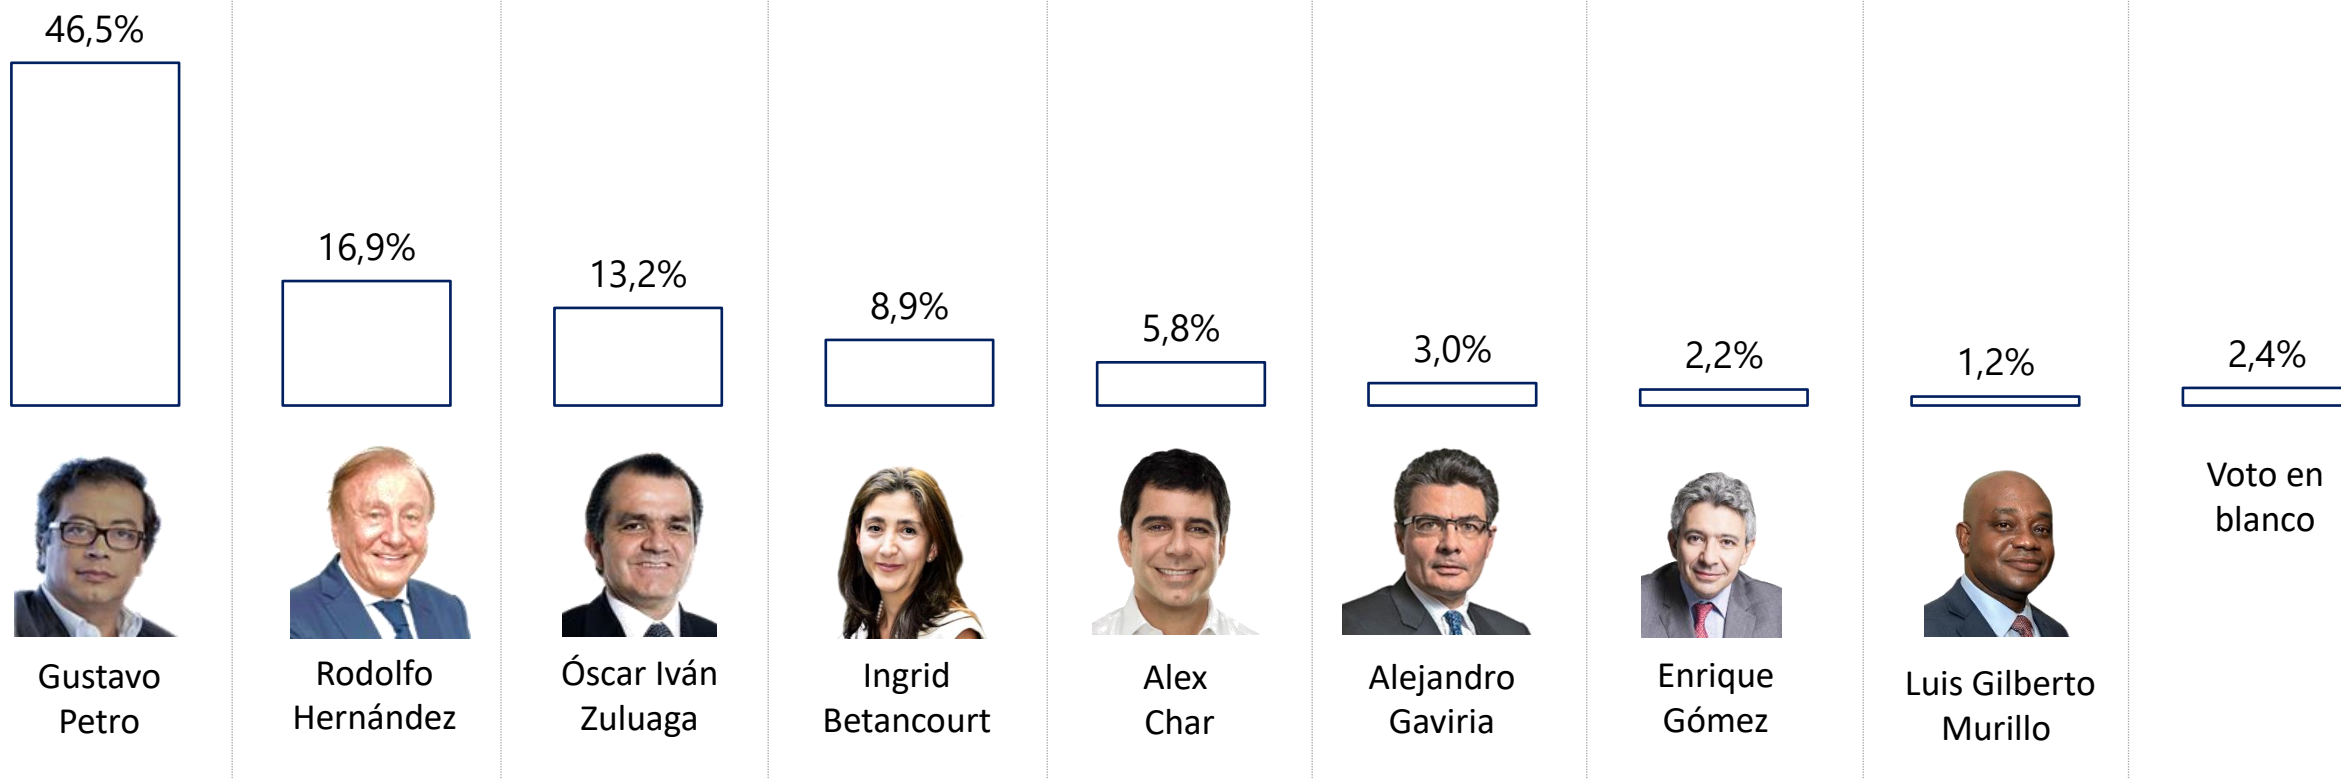 46,5%
16,9%
13,2%
8,9%
5,8%
3,0%
2,2%
1,2%
2,4%
Gustavo
Petro
Rodolfo
Hernández
Óscar Iván
Zuluaga
Ingrid
Betancourt
Alex
Char
Alejandro
Gaviria
Enrique
Gómez
Luis Gilberto
Murillo
Voto en
blanco